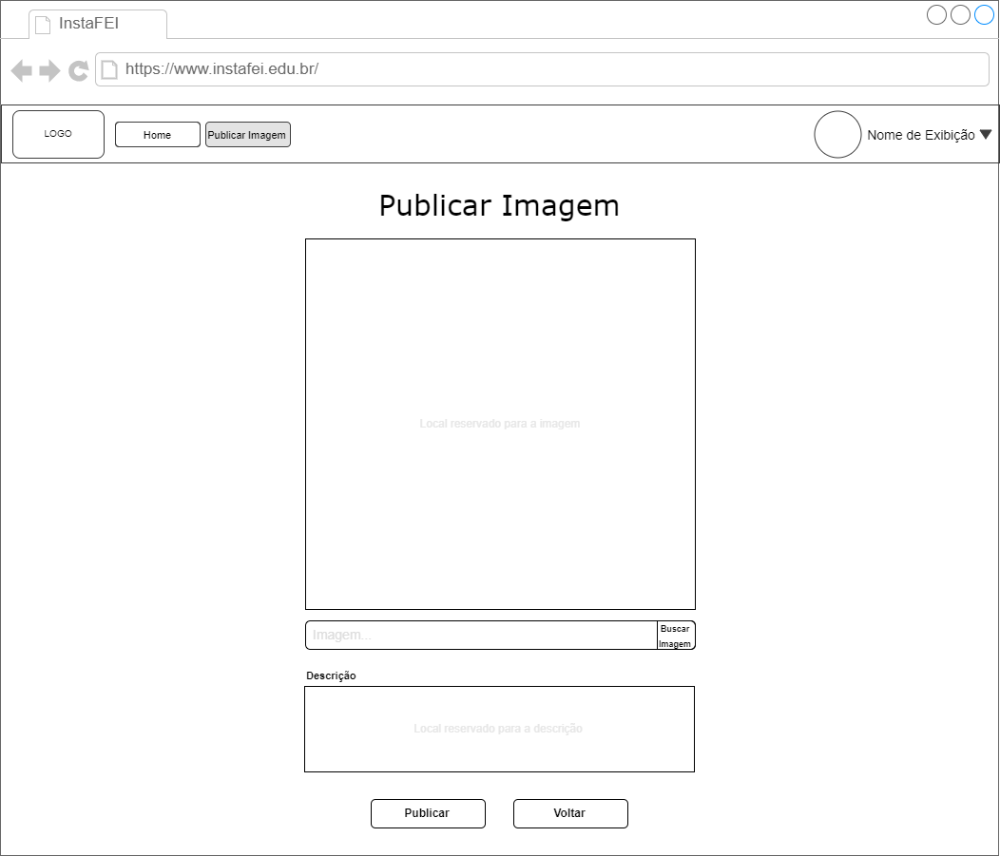 InstaFEI
https://www.instafei.edu.br/
LOGO
Home
Publicar Imagem
Nome de Exibição
Publicar Imagem
Local reservado para a imagem
Imagem...
Buscar
Imagem
Descrição
Local reservado para a descrição
Publicar
Voltar